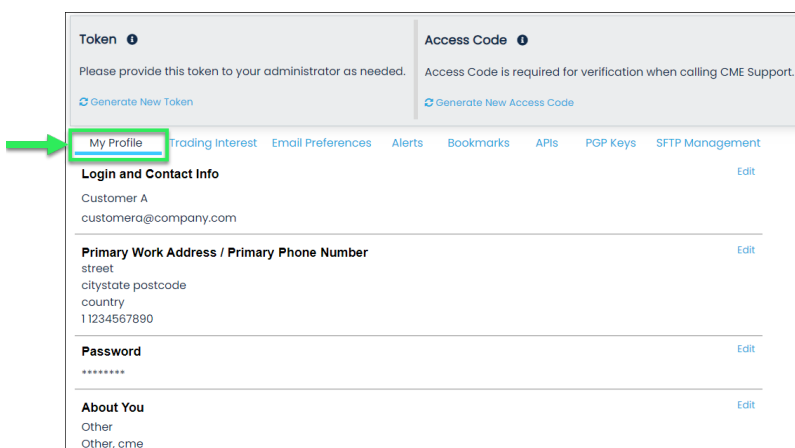 Token
Please provide this token to your administrator as needed.
Generate New Token
Access Code
Access Code is required for verification when calling CME Support.
Generate New Access Code
My Profile Trading Interest Email Preferences Alerts Bookmarks APIs PGP Keys SFTP Management
Login and Contact Info Edit
Customer A
customera@company.com
Primary Work Address / Primary Phone Number Edit
street
citystate postcode
country
1 1234567890
Password Edit
********
About You Edit
Other
Other, cme